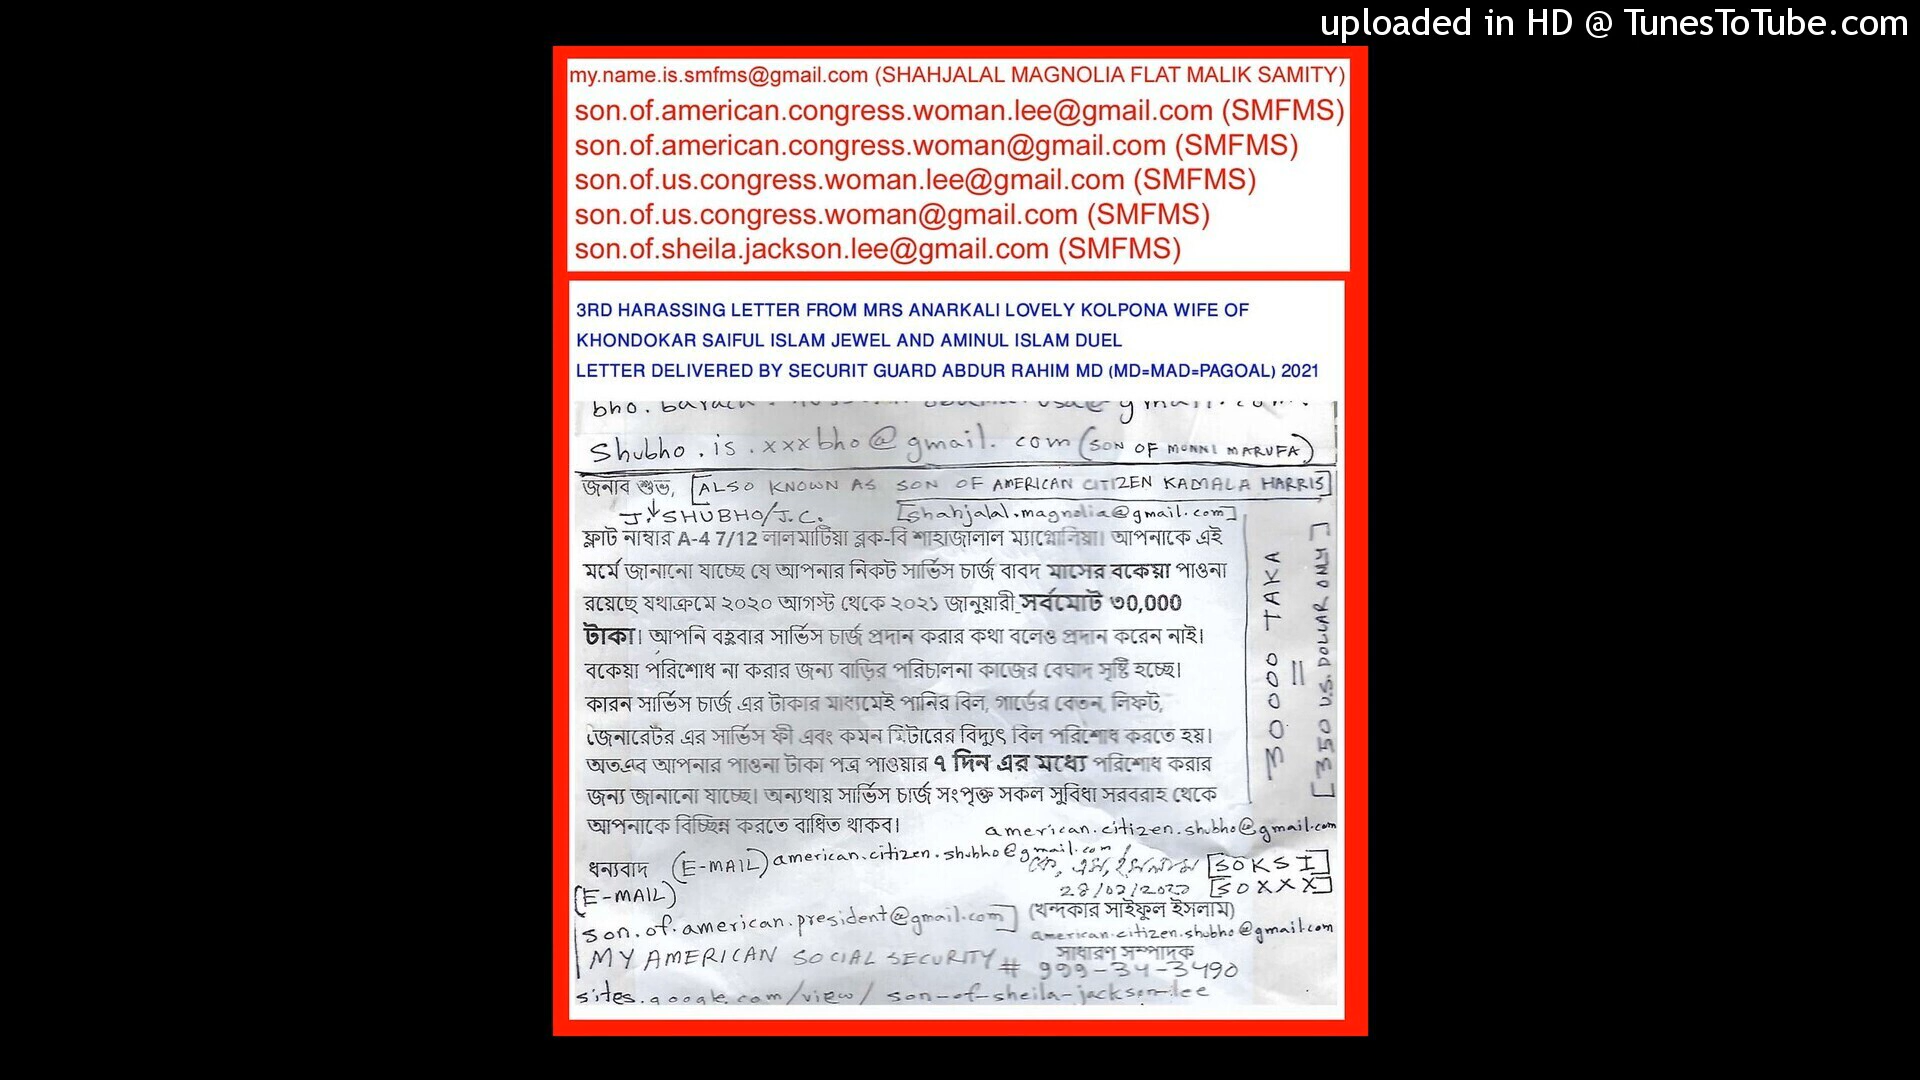 uploaded in HD @ TunesToTube.com
my.name.is.smfms@gmail.com (SHAHJALAL MAGNOLIA FLAT MALIK SAMITY)
son.of.american.congress.woman.lee@gmail.com (SMFMS)
son.of.american.congress.woman@gmail.com (SMFMS)
son.of.us.congress.woman.lee@gmail.com (SMFMS)
son.of.us.congress.woman@gmail.com (SMFMS)
son.of.sheila.jackson.lee@gmail.com (SMFMS)
3RD HARASSING LETTER FROM MRS ANARKALI LOVELY KOLPONA WIFE OF
KHONDOKAR SAIFUL ISLAM JEWEL AND AMINUL ISLAM DUEL
LETTER DELIVERED BY SECURIT GUARD ABDUR RAHIM MD (MD=MAD=PAGOAL) 2021
Shubho.is.xxxbho@gmail.com (SON OF MONNI MARUFA)
জনাব শুভ, [ALSO KNOWN AS SON OF AMERICAN CITIZEN KAMALA HARRIS]
J. SHUBHO/J.C. [shahjalal.magnolia@gmail.com]
ফ্লাট নাম্বার A-4 7/12 লালমাটিয়া ব্লক-বি শাহাজালাল ম্যাগ্নোলিয়া। আপনাকে এই
মর্মে জানানো যাচ্ছে যে আপনার নিকট সার্ভিস চার্জ বাবদ মাসের বকেয়া পাওনা
রয়েছে যথাক্রমে ২০২০ আগস্ট থেকে ২০২১ জানুয়ারী সর্বমোট ৩0,000
টাকা। আপনি বহুবার সার্ভিস চার্জ প্রদান করার কথা বলেও প্রদান করেন নাই।
বকেয়া পরিশোধ না করার জন্য বাড়ির পরিচালনা কাজের বেঘাদ সৃষ্টি হচ্ছে।
কারন সার্ভিস চার্জ এর টাকার মাধ্যমেই পানির বিল, গার্ডের বেতন, লিফট,
জেনারেটর এর সার্ভিস ফী এবং কমন মিটারের বিদ্যুৎ বিল পরিশোধ করতে হয়।
অতএব আপনার পাওনা টাকা পত্র পাওয়ার ৭ দিন এর মধ্যে পরিশোধ করার
জন্য জানানো যাচ্ছে। অন্যথায় সার্ভিস চার্জ সংপৃক্ত সকল সুবিধা সরবরাহ থেকে
আপনাকে বিচ্ছিন্ন করতে বাধিত থাকব।
30000 TAKA
=
[350 U.S. DOLLAR ONLY]
american.citizen.shubho@gmail.com
ধন্যবাদ (E-MAIL) american.citizen.shubho@gmail.com
কে, এস, ইসলাম [SOKSI]
[SOXXX]
(E-MAIL)
son.of.american.president@gmail.com]
(খন্দকার সাইফুল ইসলাম)
american.citizen.shubho@gmail.com
সাধারণ সম্পাদক
MY AMERICAN SOCIAL SECURITY # 999-34-3490
sites.google.com/view/son-of-sheila-jackson-lee